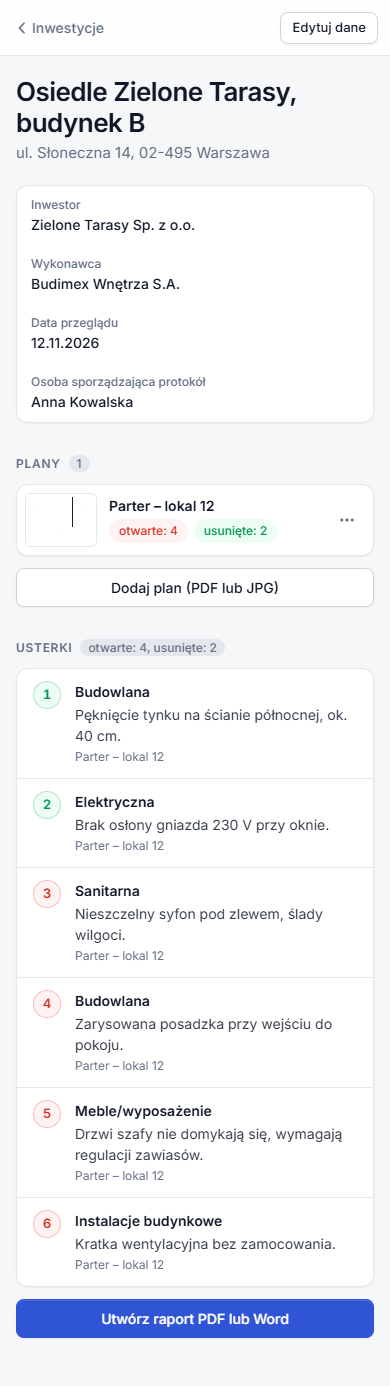 Inwestycje
Edytuj dane
Osiedle Zielone Tarasy,
budynek B
ul. Słoneczna 14, 02-495 Warszawa
Inwestor
Zielone Tarasy Sp. z o.o.
Wykonawca
Budimex Wnętrza S.A.
Data przeglądu
12.11.2026
Osoba sporządzająca protokół
Anna Kowalska
PLANY 1
Parter – lokal 12
otwarte: 4 usunięte: 2
Dodaj plan (PDF lub JPG)
USTERKI otwarte: 4, usunięte: 2
1 Budowlana
Pęknięcie tynku na ścianie północnej, ok.
40 cm.
Parter – lokal 12
2 Elektryczna
Brak osłony gniazda 230 V przy oknie.
Parter – lokal 12
3 Sanitarna
Nieszczelny syfon pod zlewem, ślady
wilgoci.
Parter – lokal 12
4 Budowlana
Zarysowana posadzka przy wejściu do
pokoju.
Parter – lokal 12
5 Meble/wyposażenie
Drzwi szafy nie domykają się, wymagają
regulacji zawiasów.
Parter – lokal 12
6 Instalacje budynkowe
Kratka wentylacyjna bez zamocowania.
Parter – lokal 12
Utwórz raport PDF lub Word